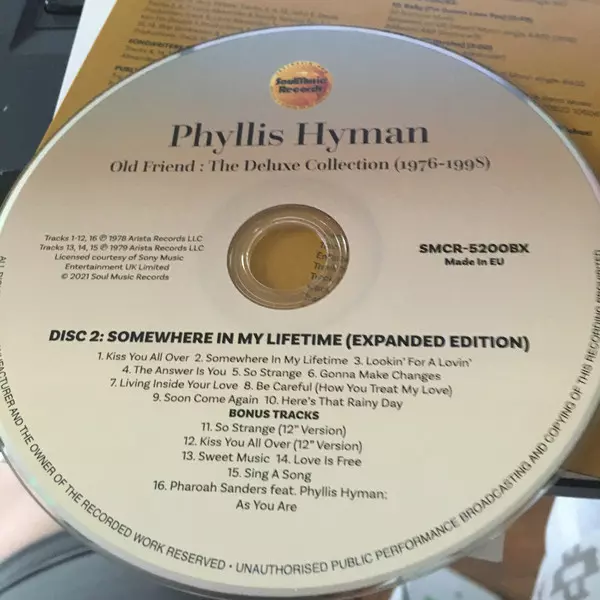 SoulMusic
Records
Phyllis Hyman
Old Friend : The Deluxe Collection (1976-1998)
Tracks 1-12, 16 ℗ 1978 Arista Records LLC
Tracks 13, 14, 15 ℗ 1979 Arista Records LLC
Licensed courtesy of Sony Music
Entertainment UK Limited
© 2021 Soul Music Records
SMCR-5200BX
Made In EU
DISC 2: SOMEWHERE IN MY LIFETIME (EXPANDED EDITION)
1. Kiss You All Over 2. Somewhere In My Lifetime 3. Lookin' For A Lovin'
4. The Answer Is You 5. So Strange 6. Gonna Make Changes
7. Living Inside Your Love 8. Be Careful (How You Treat My Love)
9. Soon Come Again 10. Here's That Rainy Day
BONUS TRACKS
11. So Strange (12” Version)
12. Kiss You All Over (12” Version)
13. Sweet Music 14. Love Is Free
15. Sing A Song
16. Pharoah Sanders feat. Phyllis Hyman:
As You Are
AND THE OWNER OF THE RECORDED WORK RESERVED • UNAUTHORISED PUBLIC PERFORMANCE BROADCASTING AND COPYING OF THIS RECORDING PROHIBITED